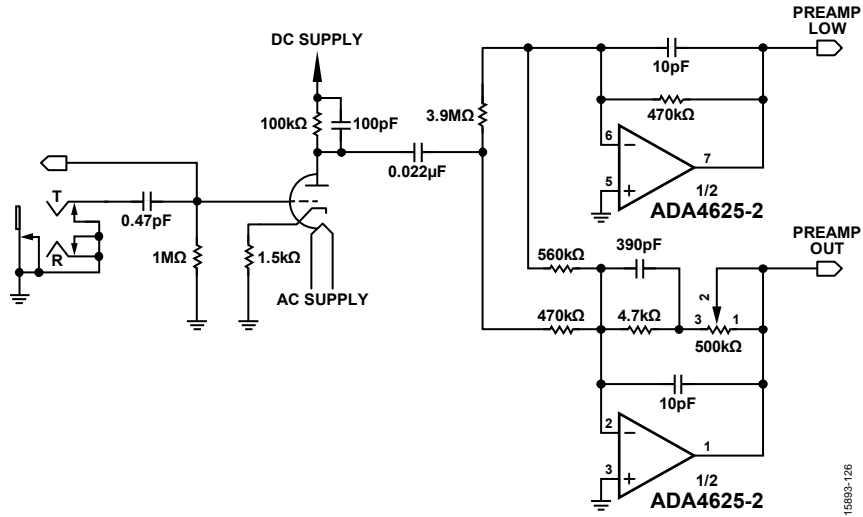 PREAMP
LOW
DC SUPPLY
10pF
100kΩ
100pF
3.9MΩ
470kΩ
6
7
5
0.022µF
1/2
ADA4625-2
T
0.47pF
R
1MΩ
1.5kΩ
AC SUPPLY
PREAMP
OUT
560kΩ
390pF
2
470kΩ
4.7kΩ
3
1
500kΩ
10pF
2
1
3
1/2
ADA4625-2
15893-126